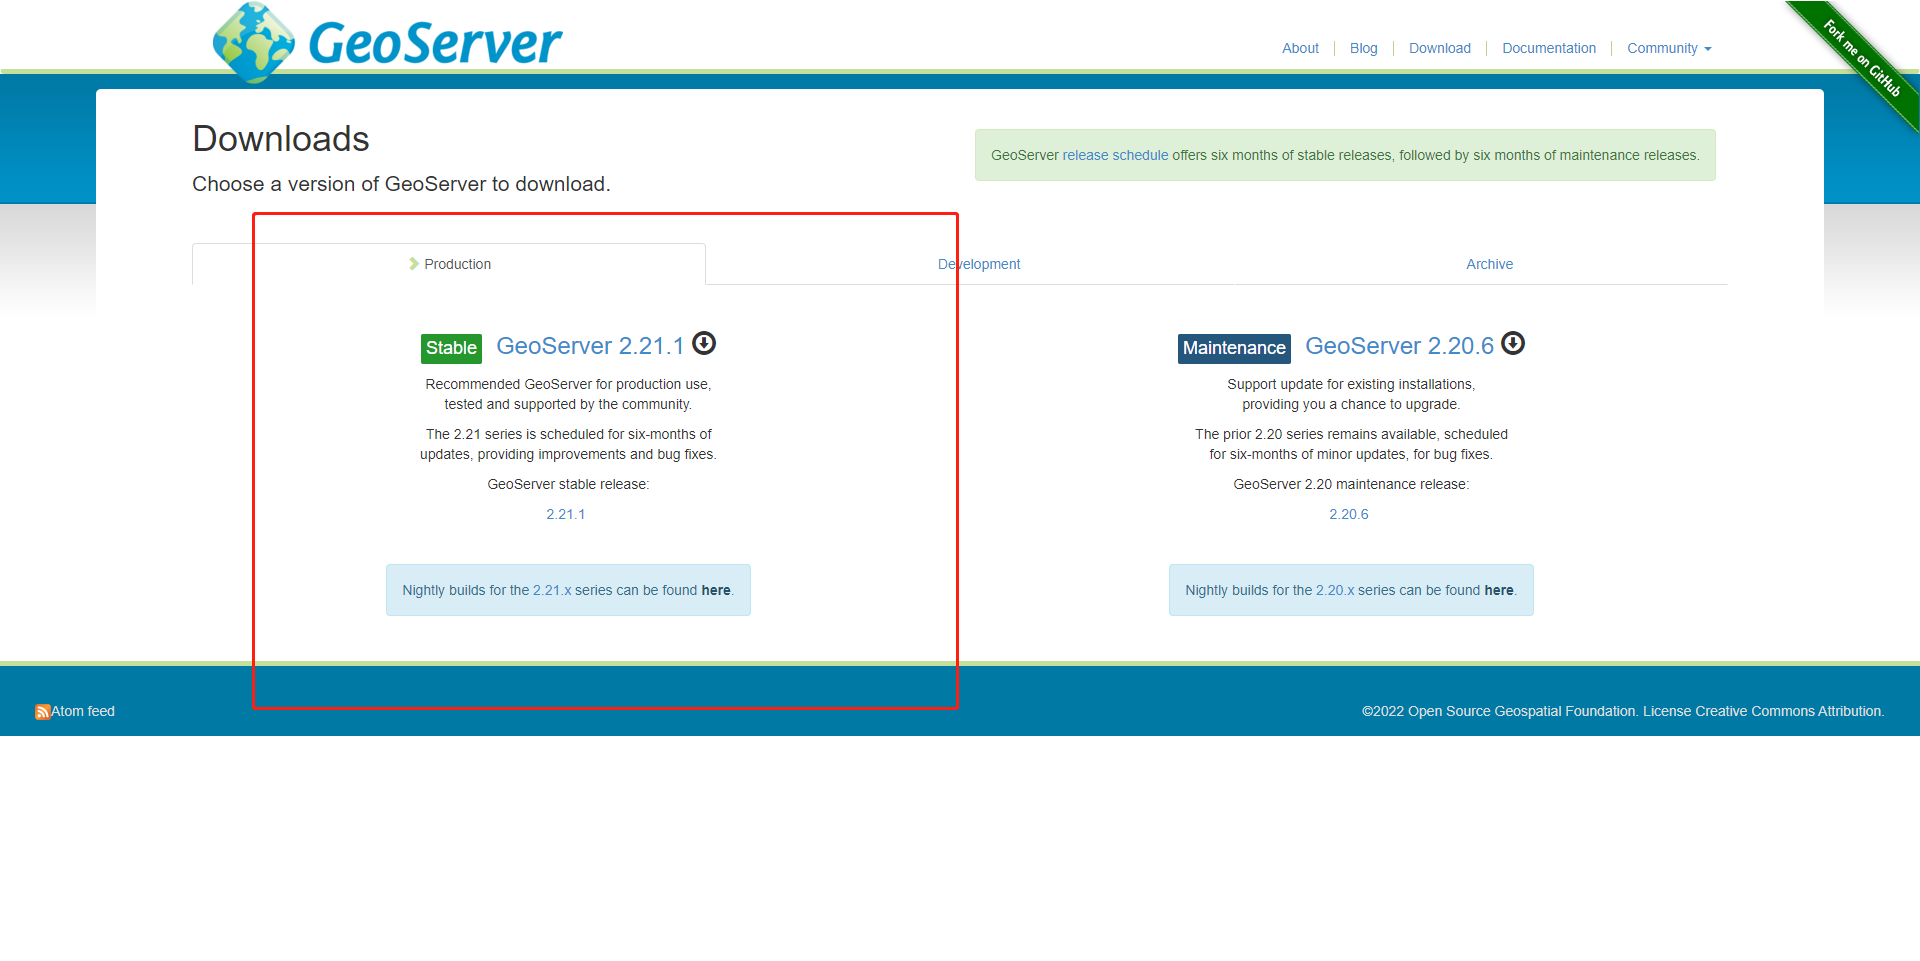 GeoServer
About
Blog
Download
Documentation
Community
Fork me on GitHub
Downloads
Choose a version of GeoServer to download.
GeoServer release schedule offers six months of stable releases, followed by six months of maintenance releases.
Production
Development
Archive
Stable GeoServer 2.21.1
Recommended GeoServer for production use,
tested and supported by the community.
The 2.21 series is scheduled for six-months of
updates, providing improvements and bug fixes.
GeoServer stable release:
2.21.1
Nightly builds for the 2.21.x series can be found here.
Maintenance GeoServer 2.20.6
Support update for existing installations,
providing you a chance to upgrade.
The prior 2.20 series remains available, scheduled
for six-months of minor updates, for bug fixes.
GeoServer 2.20 maintenance release:
2.20.6
Nightly builds for the 2.20.x series can be found here.
Atom feed
©2022 Open Source Geospatial Foundation. License Creative Commons Attribution.